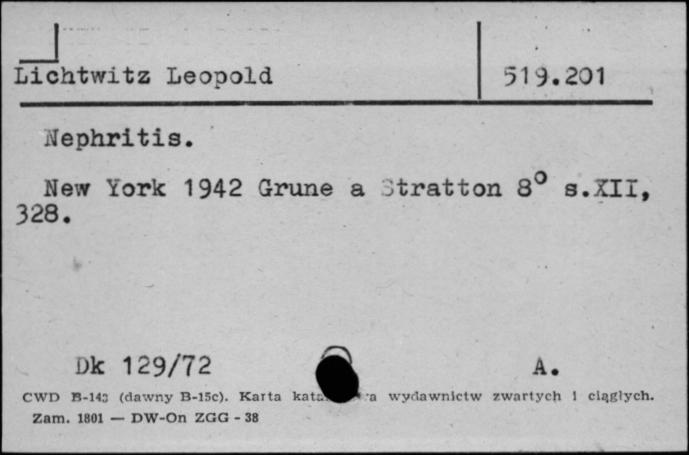 Lichtwitz Leopold 519.201
Nephritis.
New York 1942 Grune a Stratton 8° s.XII,
328.
Dk 129/72 A.
CWD B-143 (dawny B-15c). Karta wydawnictw zwartych i ciągłych.
Zam. 1801 — DW-On ZGG - 38